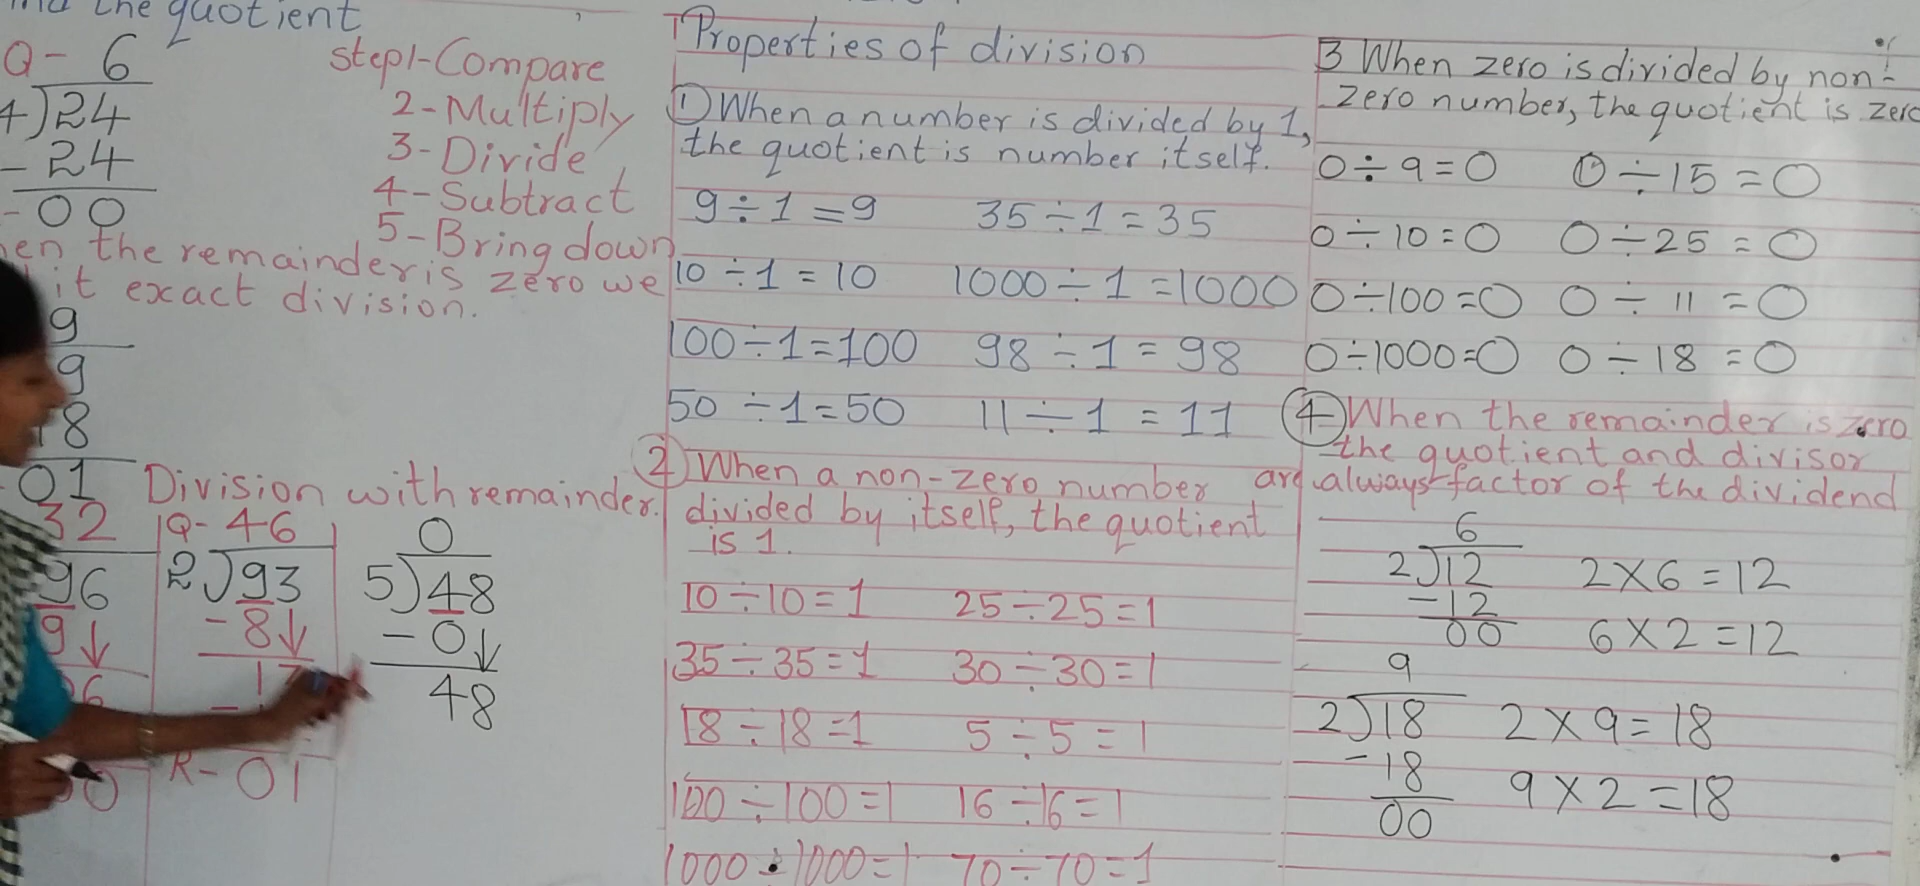 the quotient
Q- 6
4)24
-24
-00
step1-Compare
2-Multiply
3-Divide
4-Subtract
5-Bring down
the remainder is zero we
it exact division.
9
9
18
01
Division with remainder.
32
96
9↓
06
Q-46
2)93
-8↓
R-01
0
5)48
-0↓
48
Properties of division
① When a number is divided by 1,
the quotient is number itself.
9÷1=9 35÷1=35
10÷1=10 1000÷1=1000
100÷1=100 98÷1=98
50÷1=50 11÷1=11
② When a non-zero number
divided by itself, the quotient
is 1.
10÷10=1 25÷25=1
35÷35=1 30÷30=1
18÷18=1 5÷5=1
100÷100=1 16÷16=1
1000÷1000=1 70÷70=1
3 When zero is divided by non-
zero number, the quotient is zero
0÷9=0 0÷15=0
0÷10=0 0÷25=0
0÷100=0 0÷11=0
0÷1000=0 0÷18=0
④ When the remainder is zero
the quotient and divisor
are always factor of the dividend
6
2)12 2×6=12
-12
00 6×2=12
9
2)18 2×9=18
-18
00 9×2=18